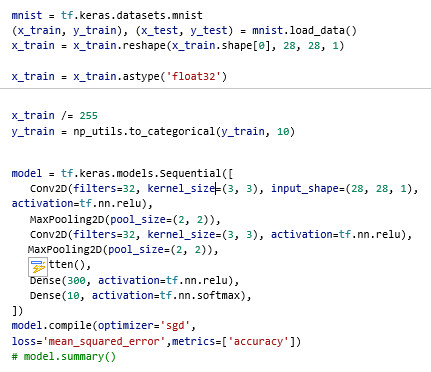 mnist = tf.keras.datasets.mnist
(x_train, y_train), (x_test, y_test) = mnist.load_data()
x_train = x_train.reshape(x_train.shape[0], 28, 28, 1)
x_train = x_train.astype('float32')
x_train /= 255
y_train = np_utils.to_categorical(y_train, 10)
model = tf.keras.models.Sequential([
Conv2D(filters=32, kernel_size=(3, 3), input_shape=(28, 28, 1),
activation=tf.nn.relu),
MaxPooling2D(pool_size=(2, 2)),
Conv2D(filters=32, kernel_size=(3, 3), activation=tf.nn.relu),
MaxPooling2D(pool_size=(2, 2)),
tten(),
Dense(300, activation=tf.nn.relu),
Dense(10, activation=tf.nn.softmax),
])
model.compile(optimizer='sgd',
loss='mean_squared_error',metrics=['accuracy'])
# model.summary()